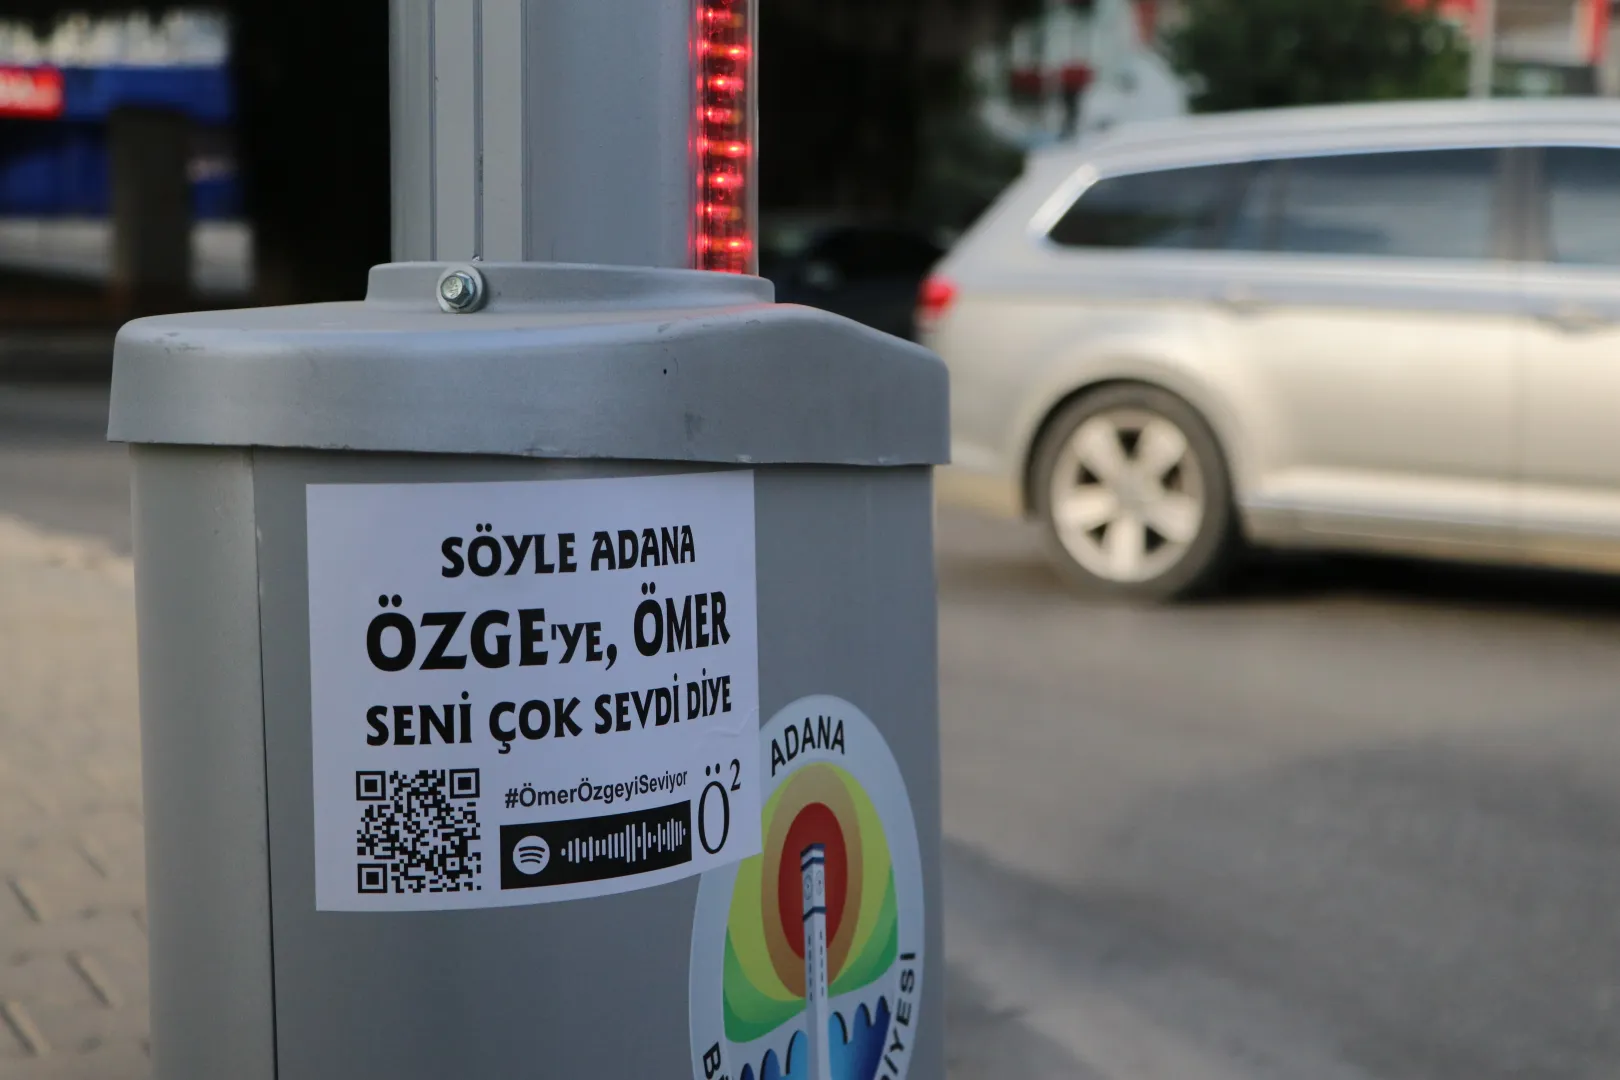 SÖYLE ADANA
ÖZGE'YE, ÖMER
SENİ ÇOK SEVDİ DİYE
#ÖmerÖzgeyiSeviyor
Ö²
ADANA